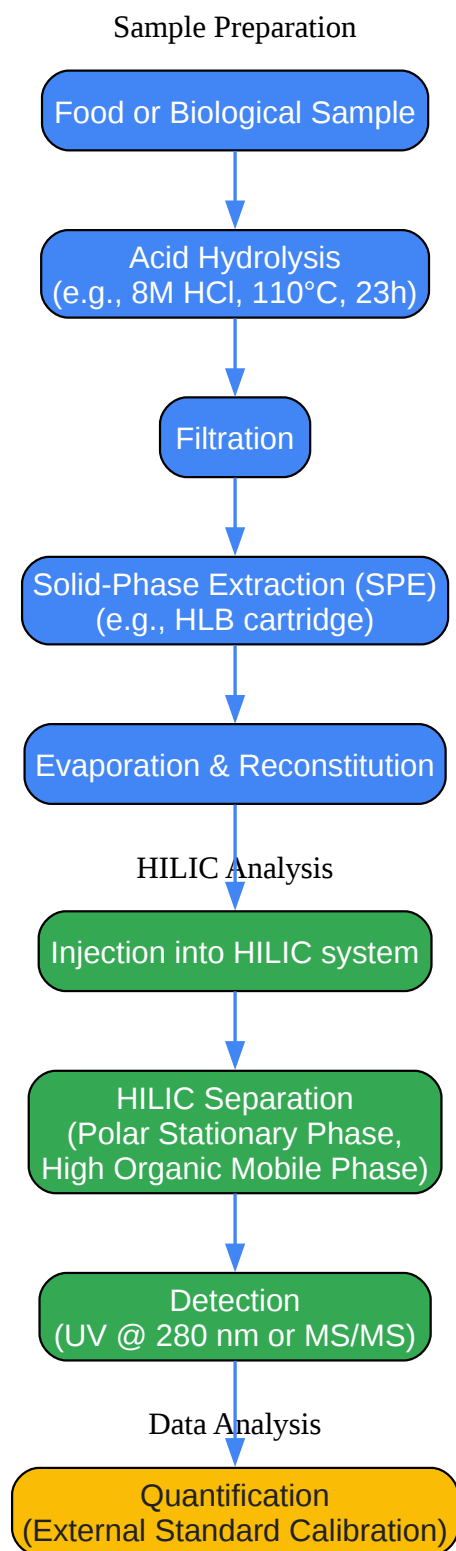 Sample Preparation
Food or Biological Sample
Acid Hydrolysis
(e.g., 8M HCl, 110°C, 23h)
Filtration
Solid-Phase Extraction (SPE)
(e.g., HLB cartridge)
Evaporation & Reconstitution
HILIC Analysis
Injection into HILIC system
HILIC Separation
(Polar Stationary Phase,
High Organic Mobile Phase)
Detection
(UV @ 280 nm or MS/MS)
Data Analysis
Quantification
(External Standard Calibration)